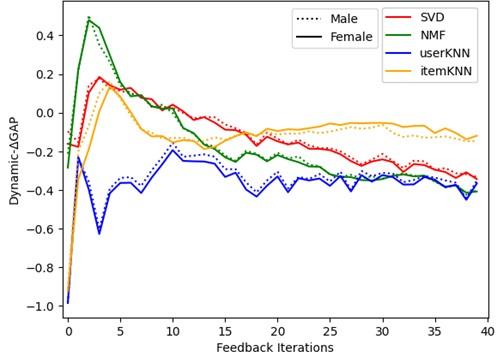 Male
Female
SVD
NMF
userKNN
itemKNN
Dynamic-ΔGAP
0.4
0.2
0.0
−0.2
−0.4
−0.6
−0.8
−1.0
0 5 10 15 20 25 30 35 40
Feedback Iterations